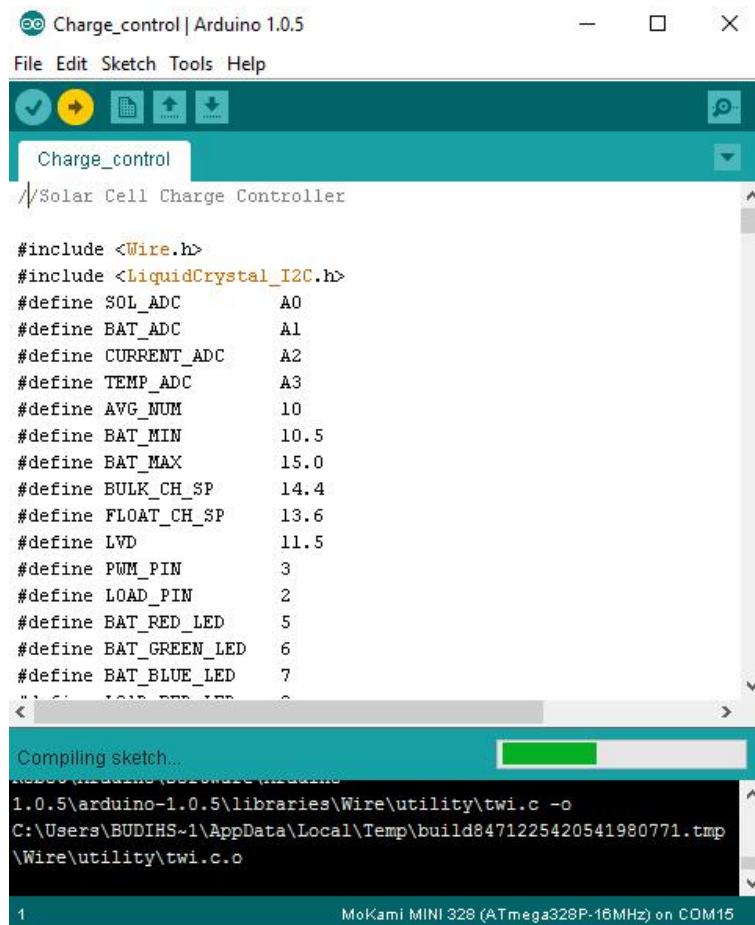 Charge_control | Arduino 1.0.5
File Edit Sketch Tools Help
Charge_control
//Solar Cell Charge Controller
#include <Wire.h>
#include <LiquidCrystal_I2C.h>
#define SOL_ADC A0
#define BAT_ADC A1
#define CURRENT_ADC A2
#define TEMP_ADC A3
#define AVG_NUM 10
#define BAT_MIN 10.5
#define BAT_MAX 15.0
#define BULK_CH_SP 14.4
#define FLOAT_CH_SP 13.6
#define LVD 11.5
#define PWM_PIN 3
#define LOAD_PIN 2
#define BAT_RED_LED 5
#define BAT_GREEN_LED 6
#define BAT_BLUE_LED 7
Compiling sketch...
1.0.5\arduino-1.0.5\libraries\Wire\utility\twi.c -o
C:\Users\BUDIHS~1\AppData\Local\Temp\build8471225420541980771.tmp
\Wire\utility\twi.c.o
1 MoKami MINI 328 (ATmega328P-16MHz) on COM15